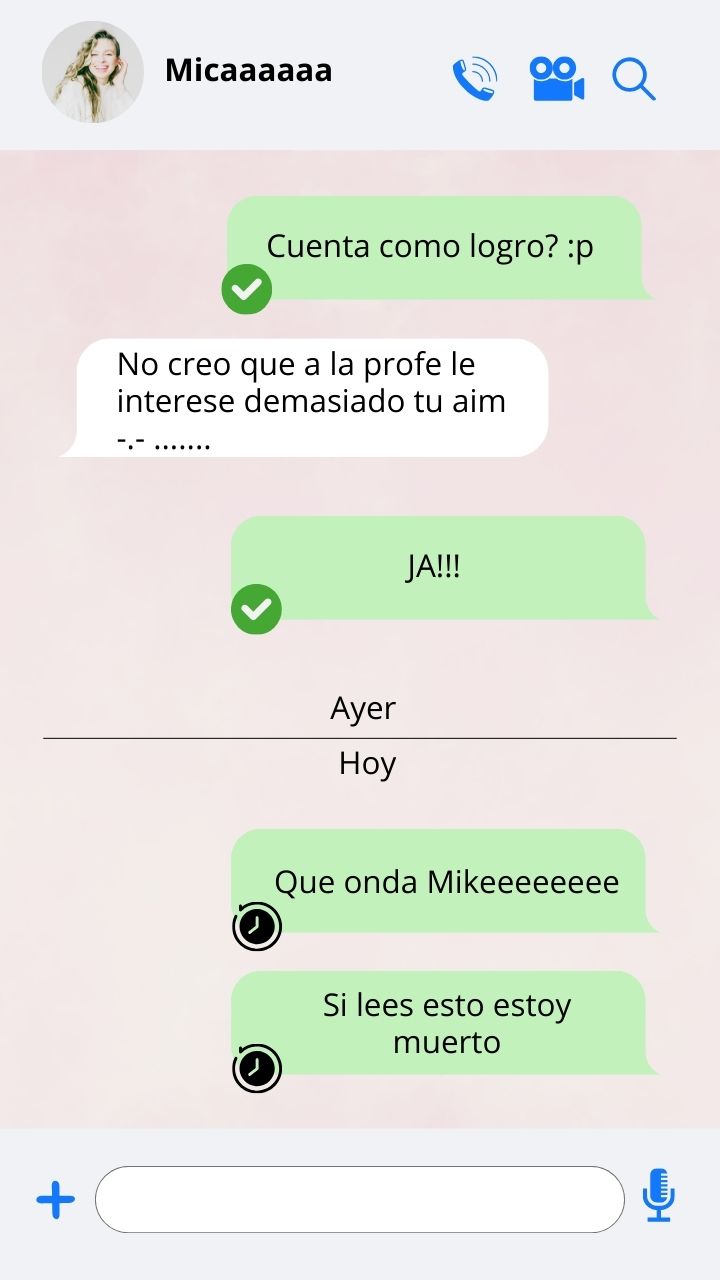 Micaaaaaa
Cuenta como logro? :p
No creo que a la profe le
interese demasiado tu aim
-.- .......
JA!!!
Ayer
Hoy
Que onda Mikeeeeeeee
Si lees esto estoy
muerto